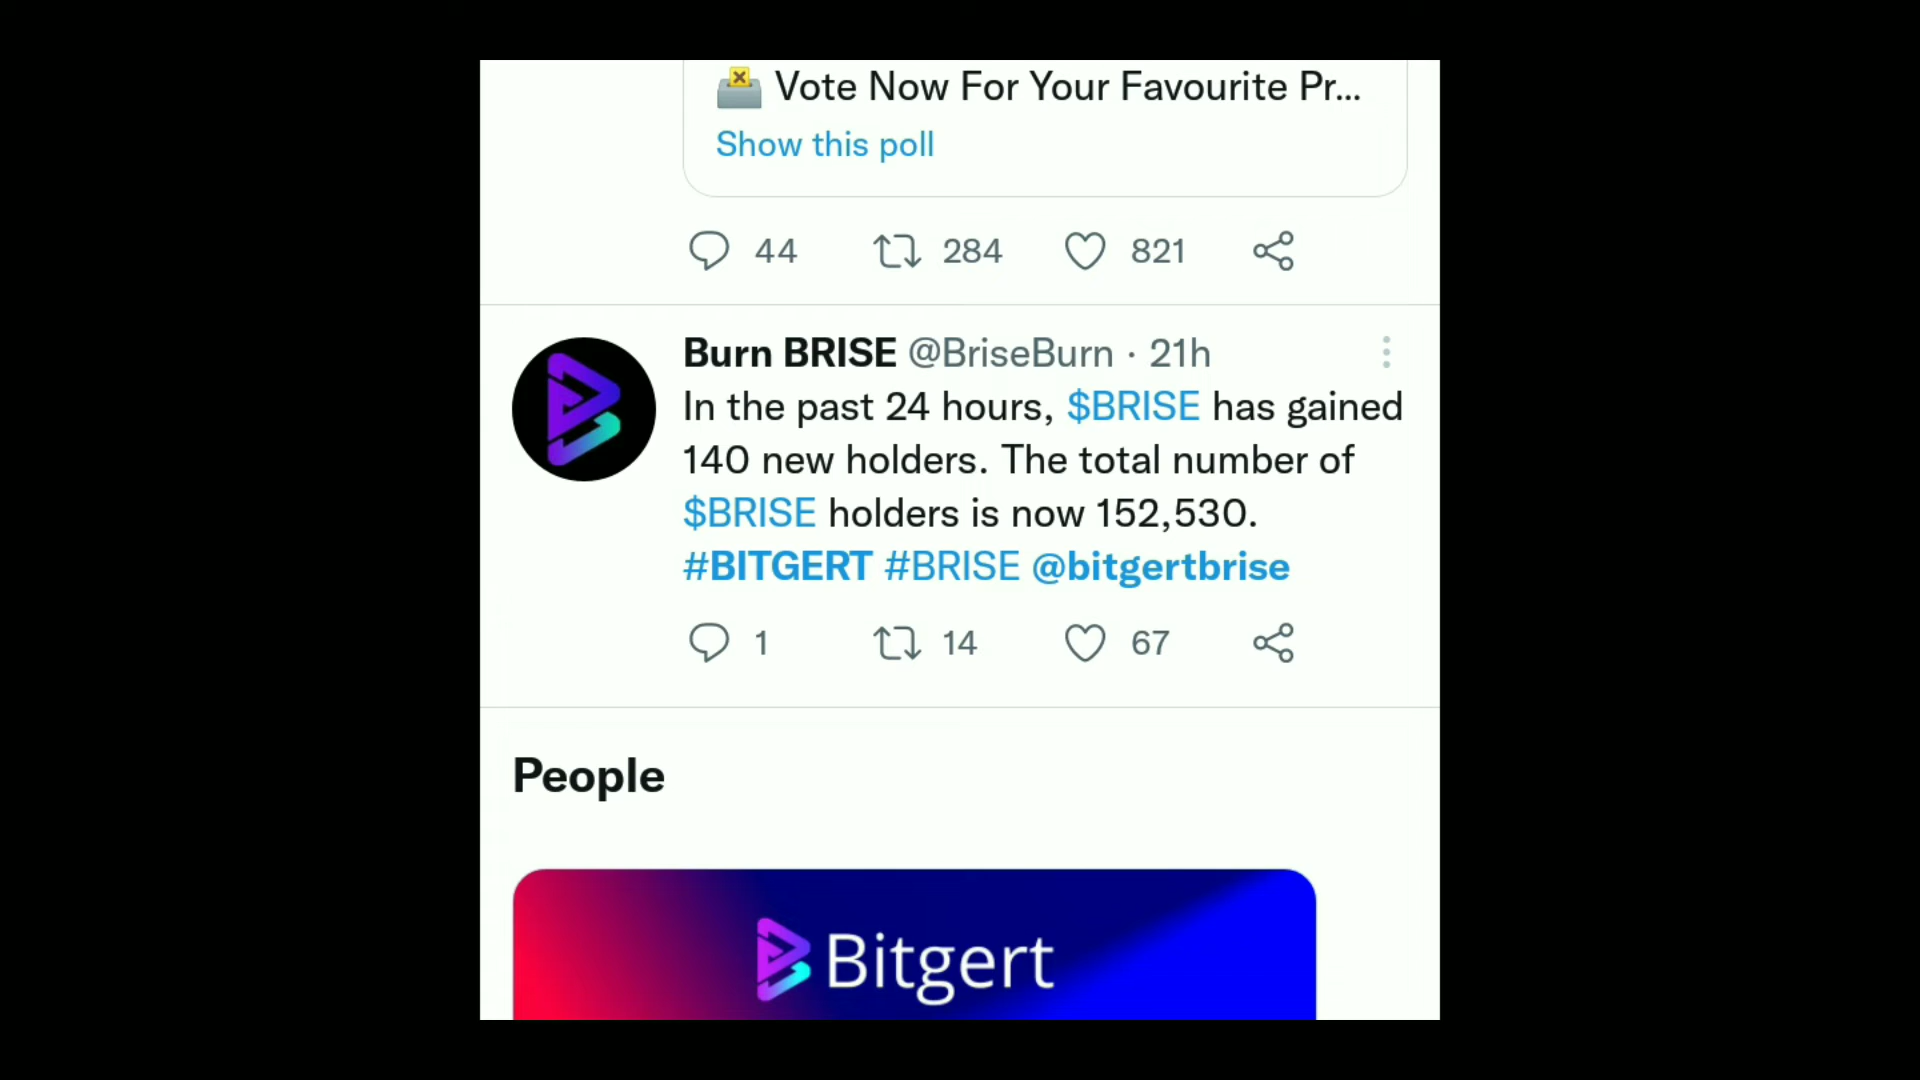 Vote Now For Your Favourite Pr...
Show this poll
44 284 821
Burn BRISE @BriseBurn · 21h
In the past 24 hours, $BRISE has gained
140 new holders. The total number of
$BRISE holders is now 152,530.
#BITGERT #BRISE @bitgertbrise
1 14 67
People
Bitgert